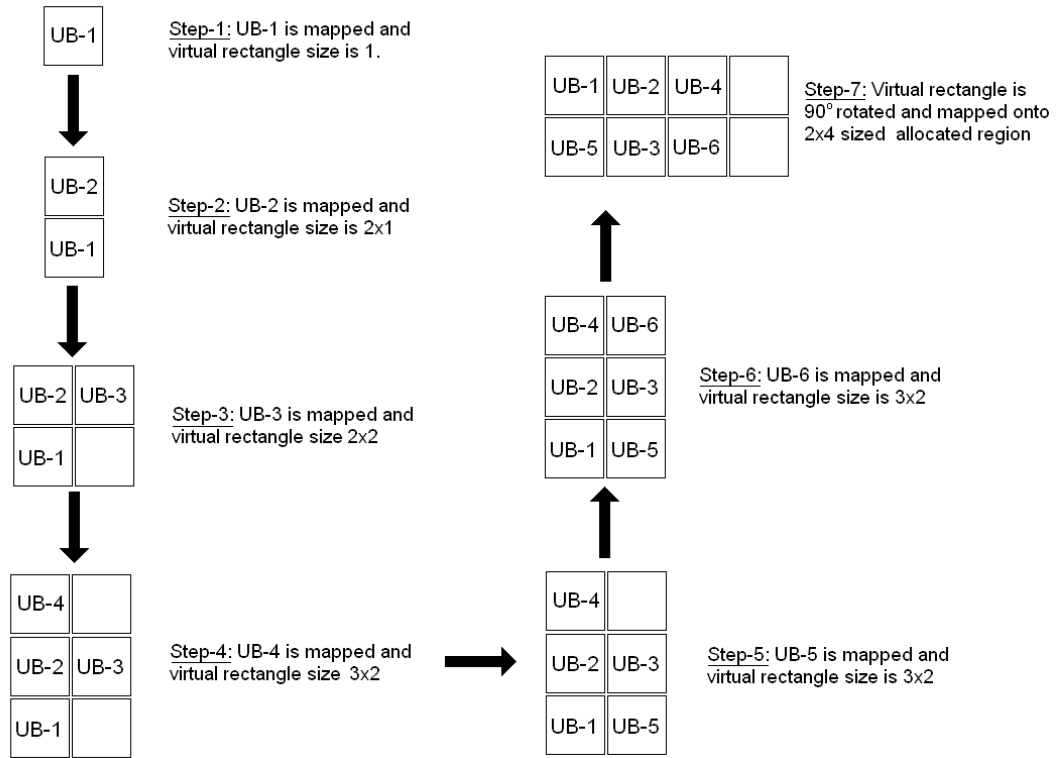 UB-1
Step-1: UB-1 is mapped and
virtual rectangle size is 1.
UB-2
UB-1
Step-2: UB-2 is mapped and
virtual rectangle size is 2x1
UB-2 UB-3
UB-1
Step-3: UB-3 is mapped and
virtual rectangle size 2x2
UB-4
UB-2 UB-3
UB-1
Step-4: UB-4 is mapped and
virtual rectangle size 3x2
UB-4
UB-2 UB-3
UB-1 UB-5
Step-5: UB-5 is mapped and
virtual rectangle size is 3x2
UB-4 UB-6
UB-2 UB-3
UB-1 UB-5
Step-6: UB-6 is mapped and
virtual rectangle size is 3x2
UB-1 UB-2 UB-4
UB-5 UB-3 UB-6
Step-7: Virtual rectangle is
90° rotated and mapped onto
2x4 sized allocated region